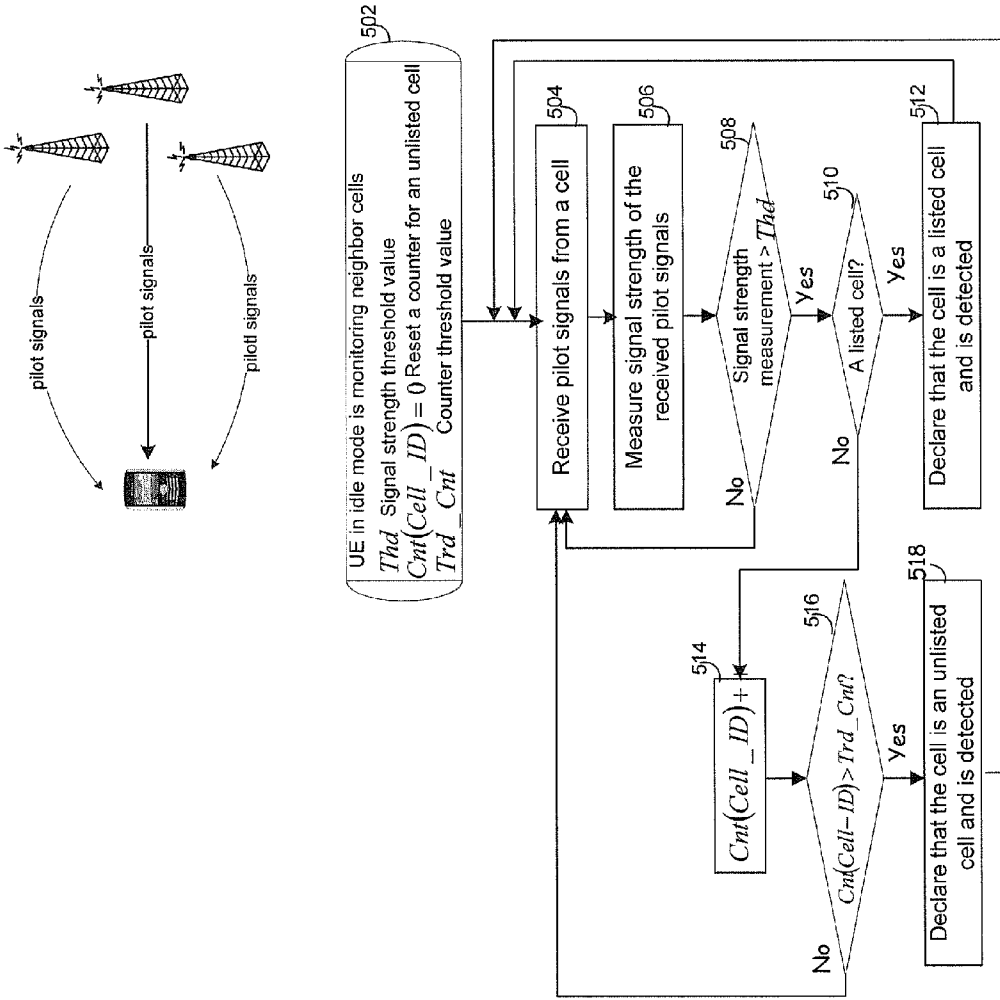 pilot signals
pilot signals
pilotl signals
502
UE in idle mode is monitoring neighbor cells
Thd Signal strength threshold value
Cnt(Cell_ID) = 0 Reset a counter for an unlisted cell
Trd_Cnt Counter threshold value
504
Receive pilot signals from a cell
506
Measure signal strength of the
received pilot signals
508
Signal strength
measurement > Thd
No
Yes
510
A listed cell?
No
Yes
512
Declare that the cell is a listed cell
and is detected
514
Cnt(Cell_ID)+
516
Cnt(Cell-ID)>Trd_Cnt?
No
Yes
518
Declare that the cell is an unlisted
cell and is detected